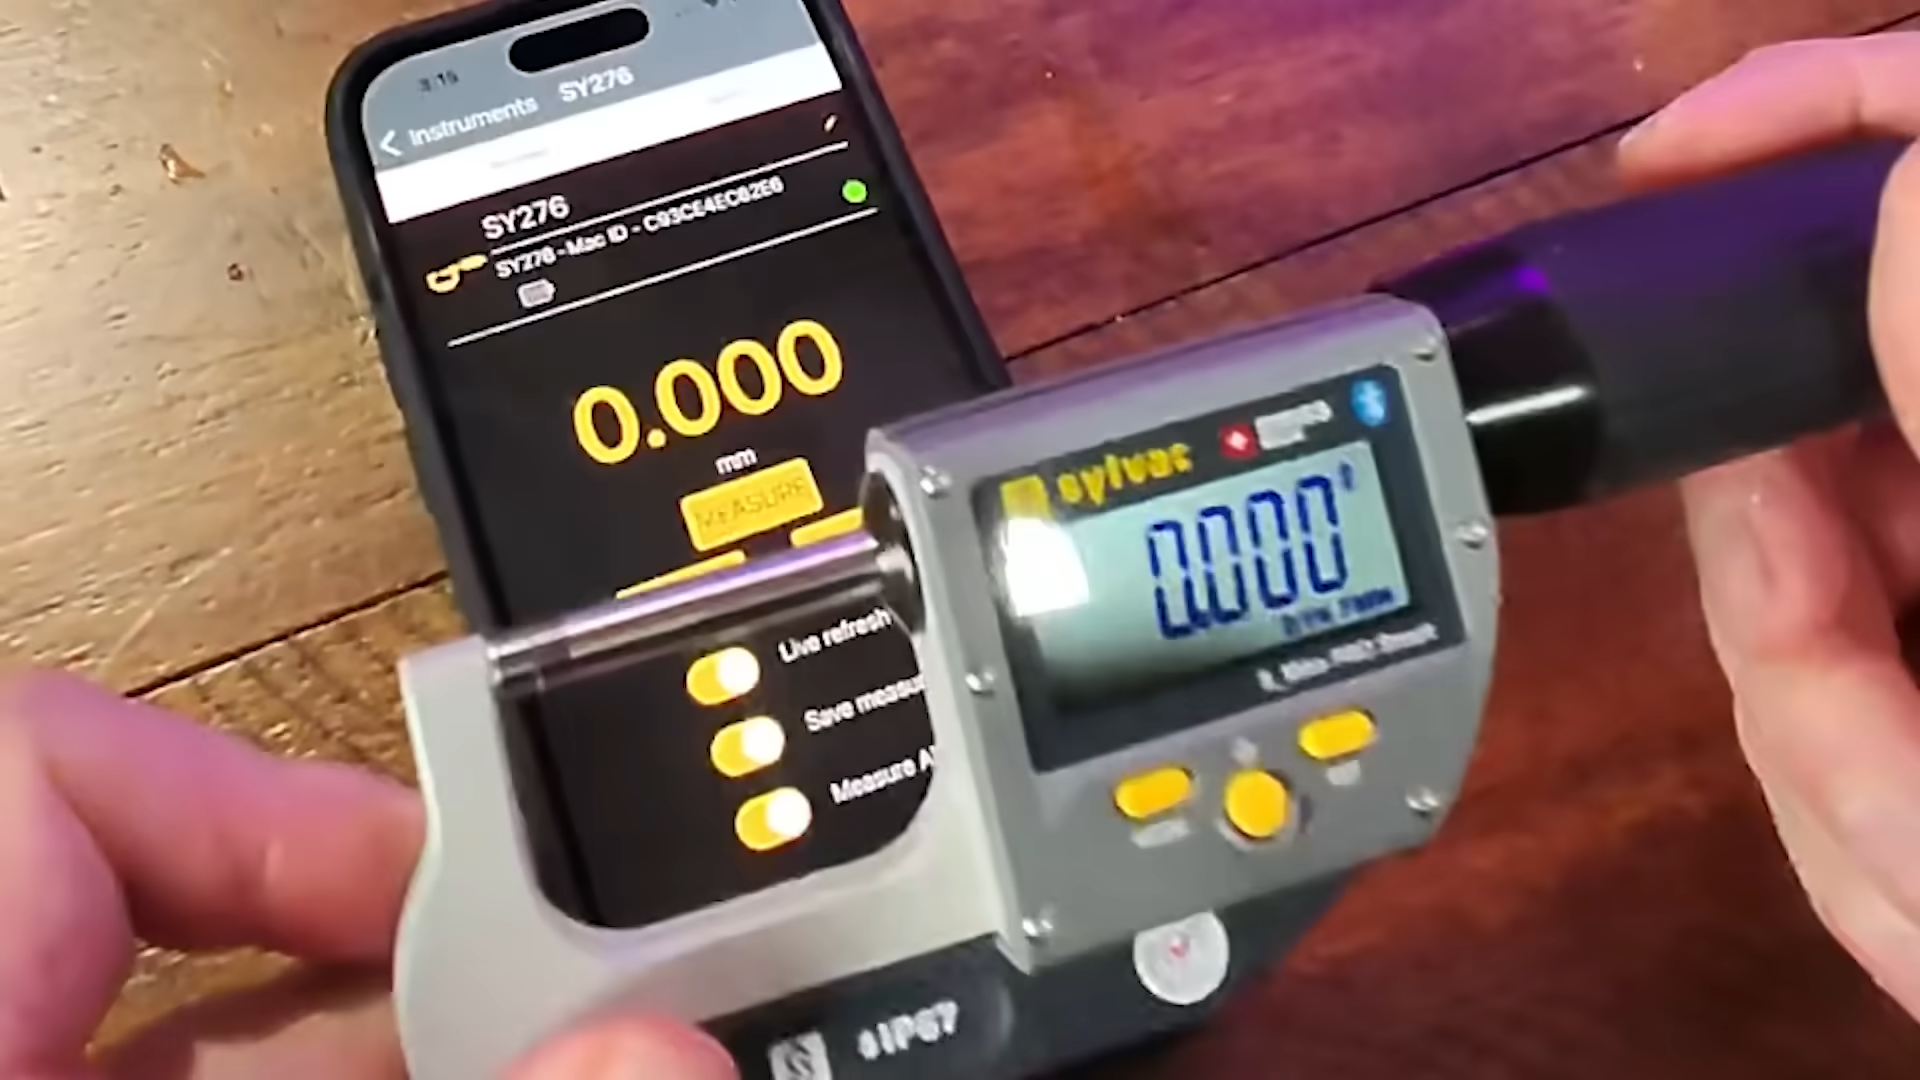 3:15
Instruments SY276
SY276
SY276 - Mac ID - C93CE4EC62E6
0.000
mm
MEASURE
Live refresh
Save measu
Measure A
sylvac
0.000
IP67